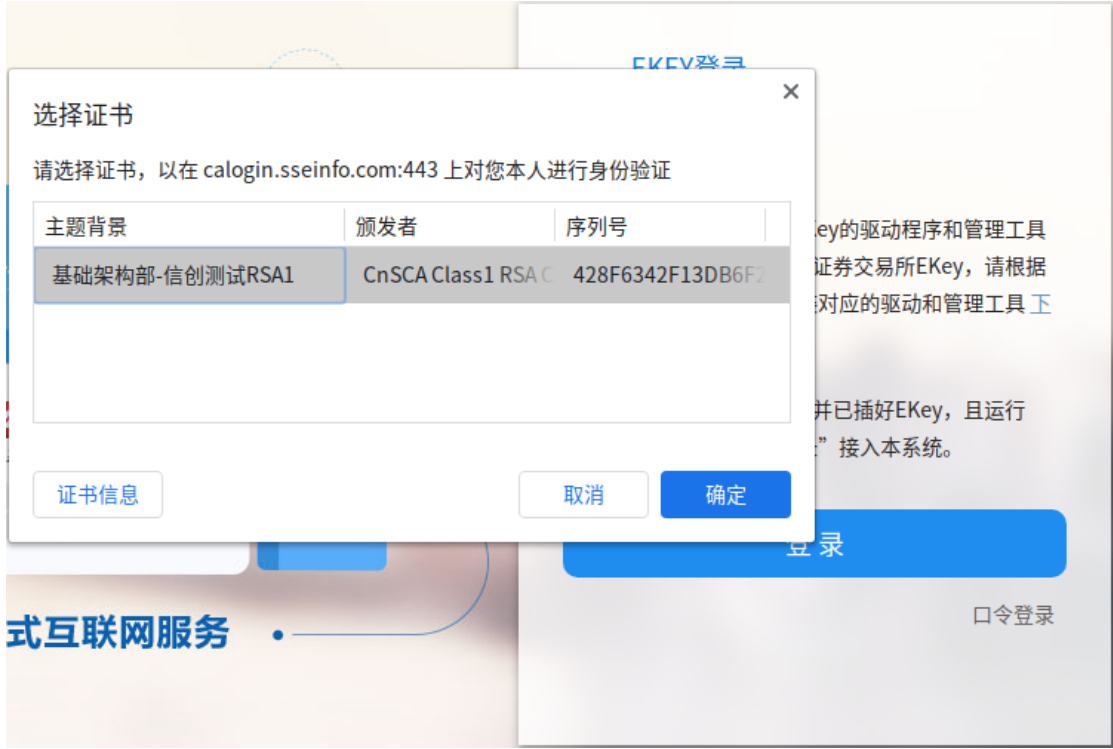 EKEY登录
选择证书
请选择证书，以在 calogin.sseinfo.com:443 上对您本人进行身份验证
主题背景 颁发者 序列号
基础架构部-信创测试RSA1 CnSCA Class1 RSA C 428F6342F13DB6F2
Key的驱动程序和管理工具
证券交易所EKey，请根据
对应的驱动和管理工具 下
并已插好EKey，且运行
”接入本系统。
证书信息 取消 确定
登 录
口令登录
式互联网服务